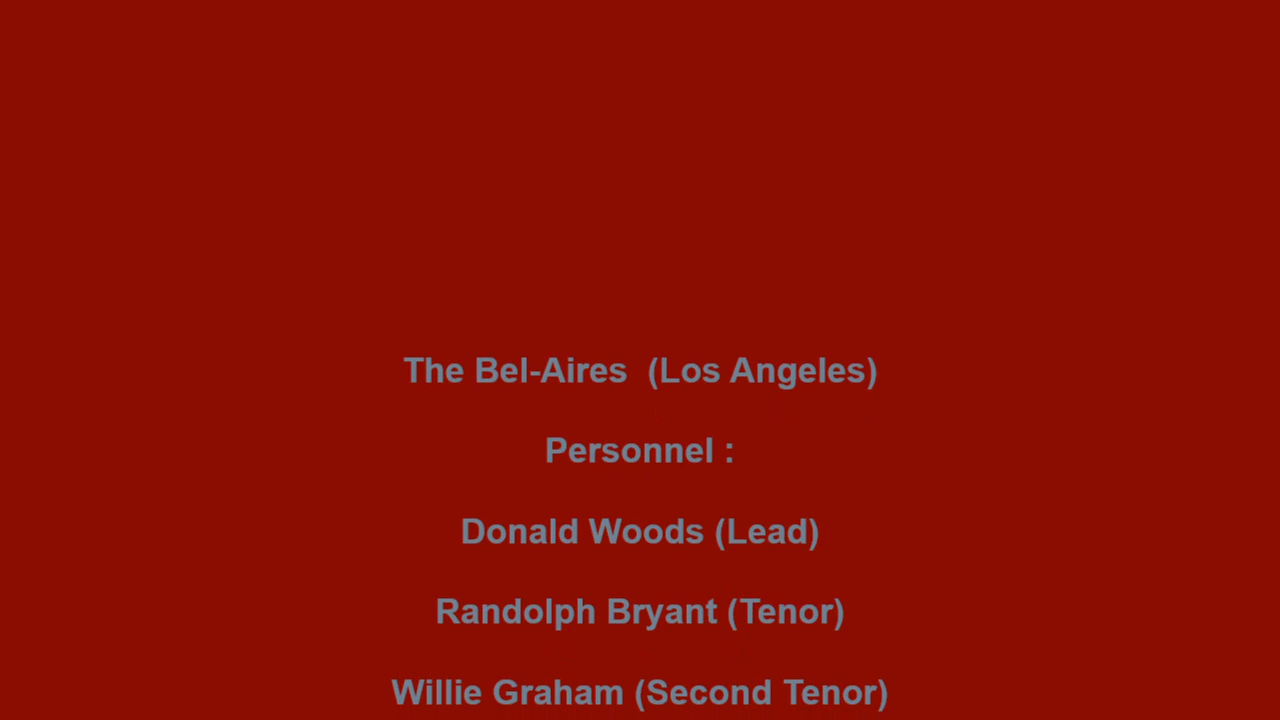 The Bel-Aires  (Los Angeles)
Personnel :
Donald Woods (Lead)
Randolph Bryant (Tenor)
Willie Graham (Second Tenor)